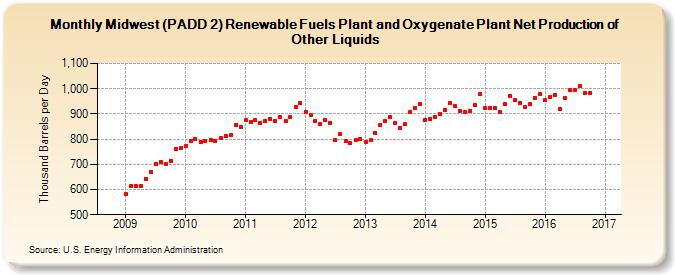 Monthly Midwest (PADD 2) Renewable Fuels Plant and Oxygenate Plant Net Production of
Other Liquids
Thousand Barrels per Day
1,100
1,000
900
800
700
600
500
2009 2010 2011 2012 2013 2014 2015 2016 2017
Source: U.S. Energy Information Administration